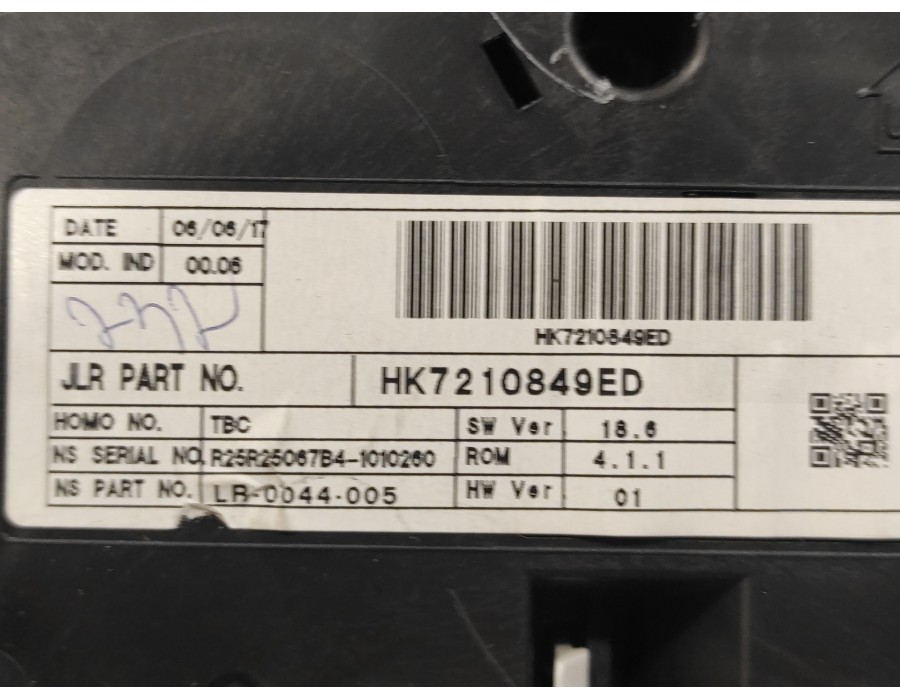 DATE 06/06/17
MOD. IND 00.06
HK7210849ED
JLR PART NO. HK7210849ED
HOMO NO. TBC SW Ver 18.6
NS SERIAL NO. R25R25067B4-1010260 ROM 4.1.1
NS PART NO. LR-0044-005 HW Ver 01